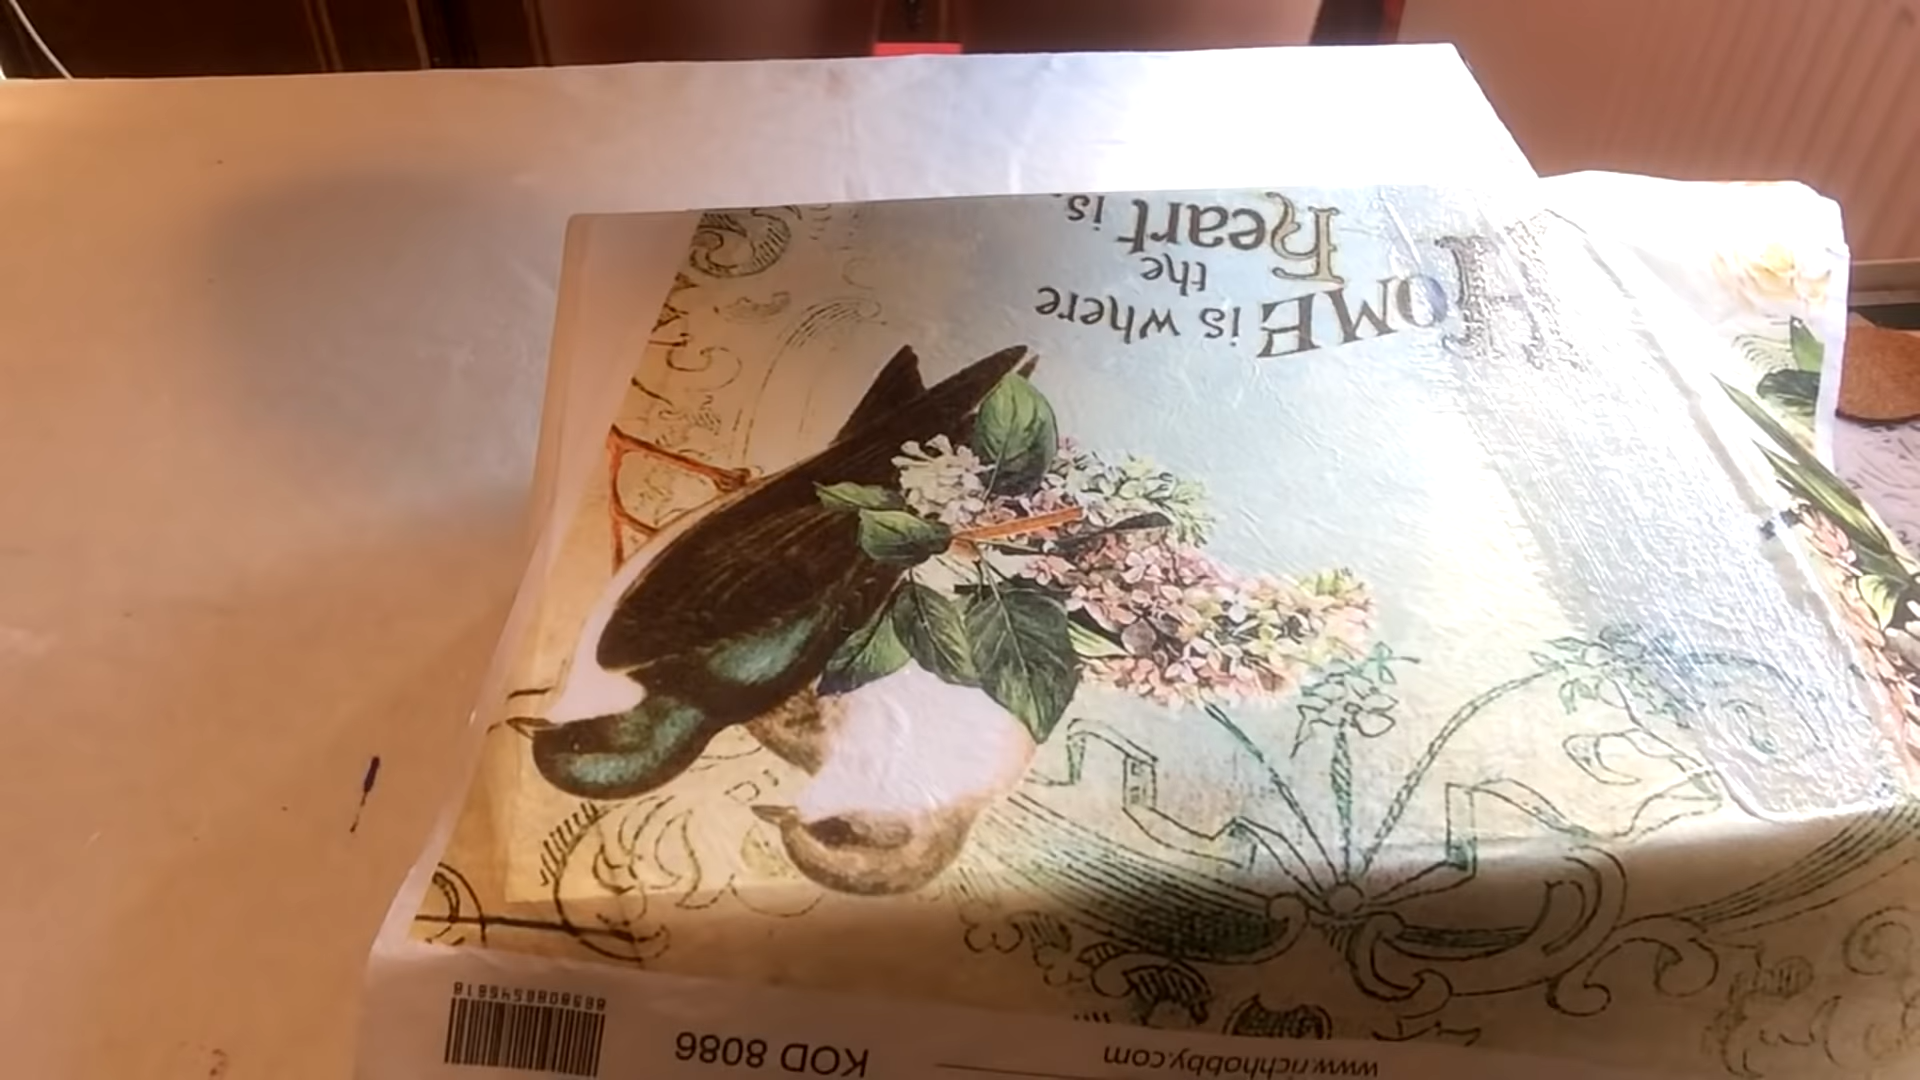 www.richhobby.com
KOD 8086
HOME is where
the
heart is